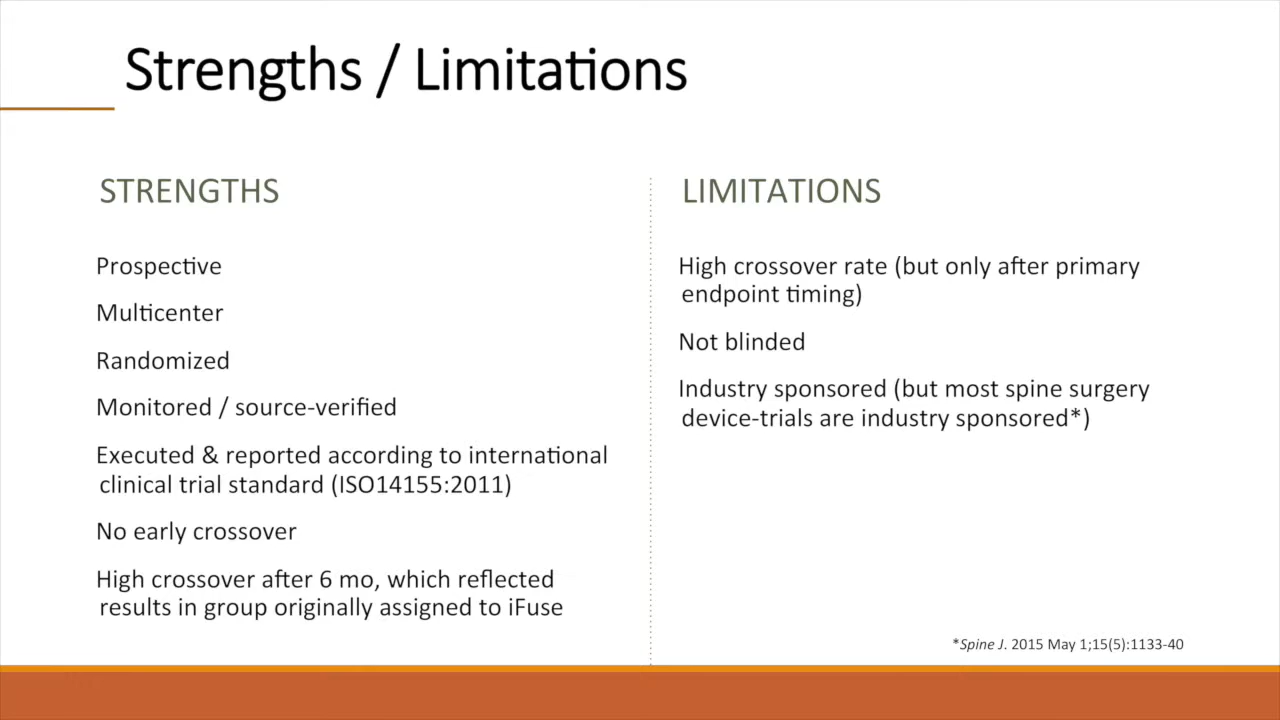 Strengths / Limitations
STRENGTHS
Prospective
Multicenter
Randomized
Monitored / source-verified
Executed & reported according to international
clinical trial standard (ISO14155:2011)
No early crossover
High crossover after 6 mo, which reflected
results in group originally assigned to iFuse
LIMITATIONS
High crossover rate (but only after primary
endpoint timing)
Not blinded
Industry sponsored (but most spine surgery
device-trials are industry sponsored*)
*Spine J. 2015 May 1;15(5):1133-40